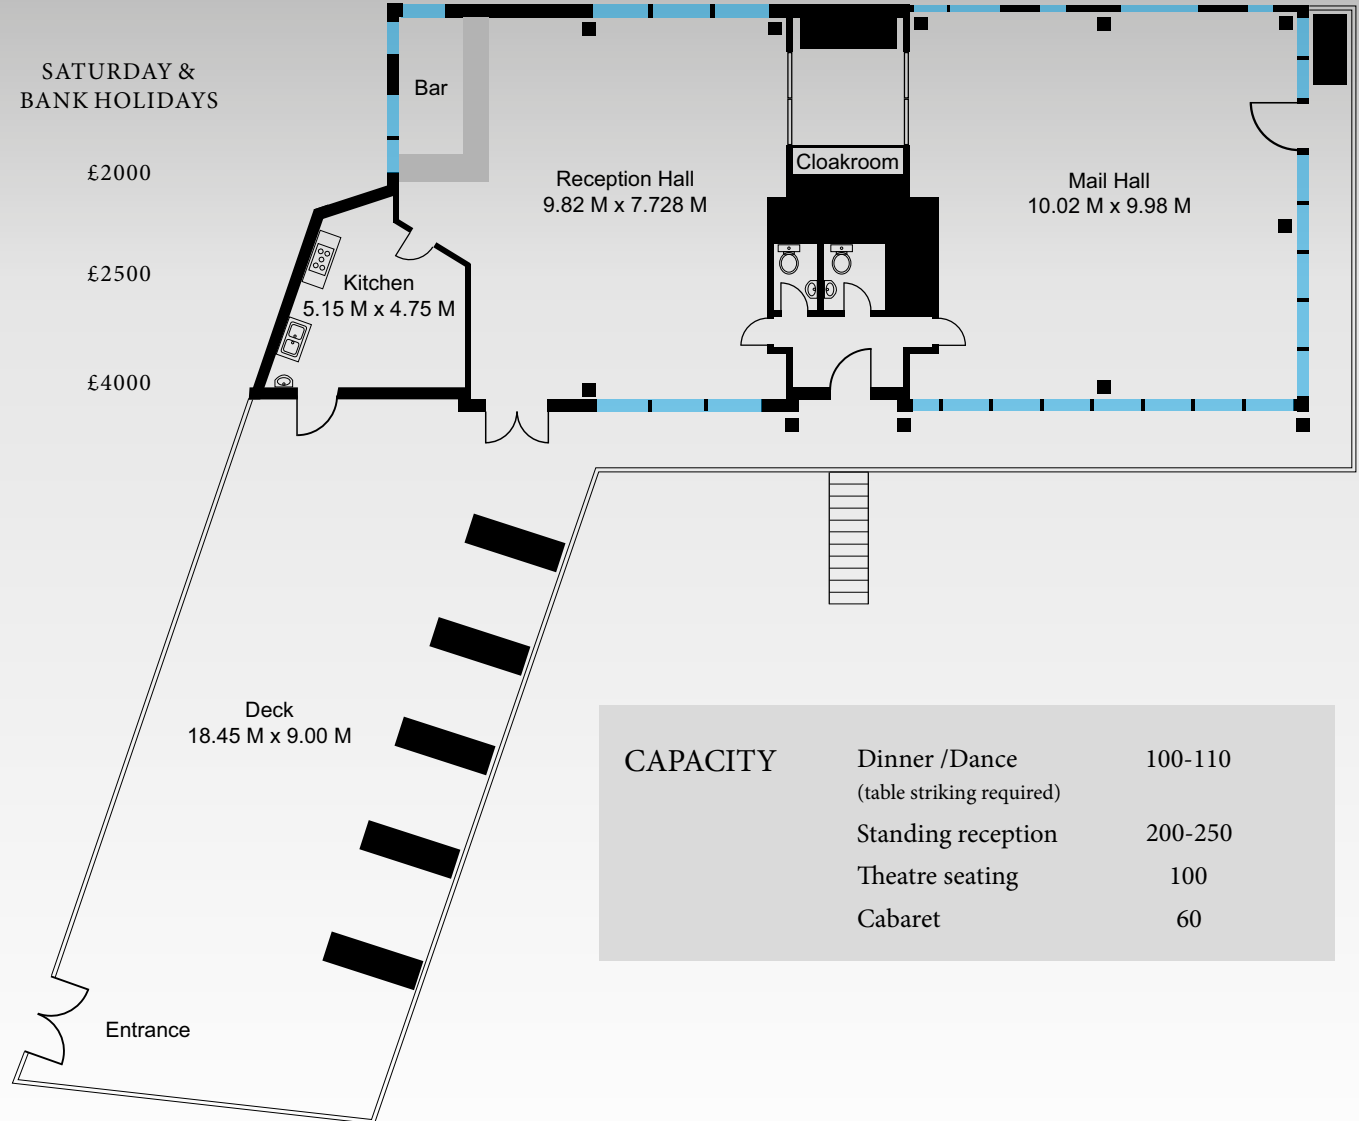 SATURDAY &
BANK HOLIDAYS
£2000
£2500
£4000
Bar
Reception Hall
9.82 M x 7.728 M
Cloakroom
Mail Hall
10.02 M x 9.98 M
Kitchen
5.15 M x 4.75 M
Deck
18.45 M x 9.00 M
Entrance
CAPACITY
Dinner /Dance 100-110
(table striking required)
Standing reception 200-250
Theatre seating 100
Cabaret 60